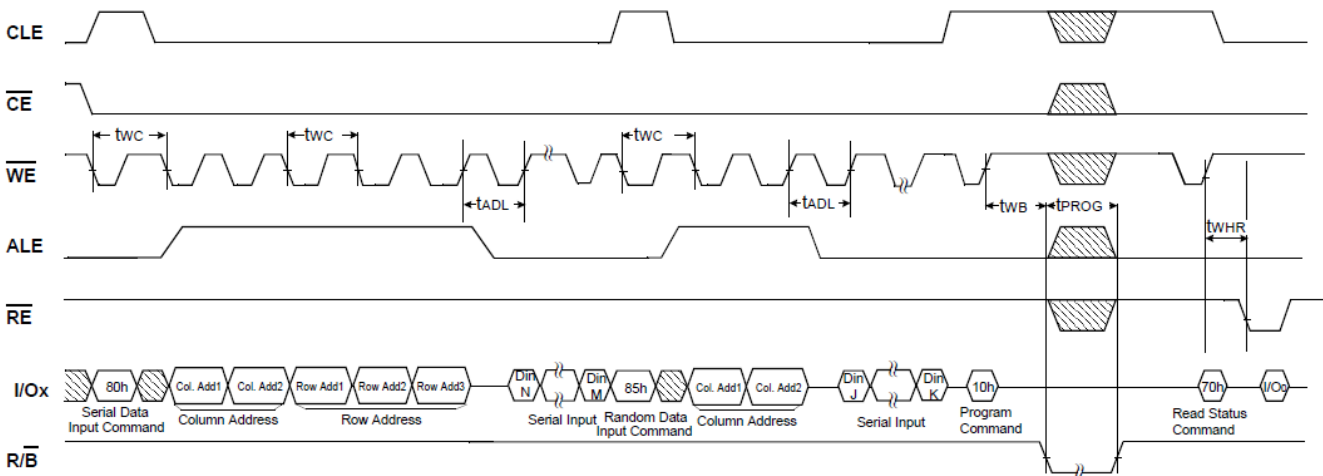 CLE
CE
tWC
tWC
tWC
WE
tADL
tADL
tWB
tPROG
tWHR
ALE
RE
I/Ox
80h
Col. Add1
Col. Add2
Row Add1
Row Add2
Row Add3
Din N
Din M
85h
Col. Add1
Col. Add2
Din J
Din K
10h
70h
I/Oo
Serial Data Input Command
Column Address
Row Address
Serial Input
Random Data Input Command
Column Address
Serial Input
Program Command
Read Status Command
R/B